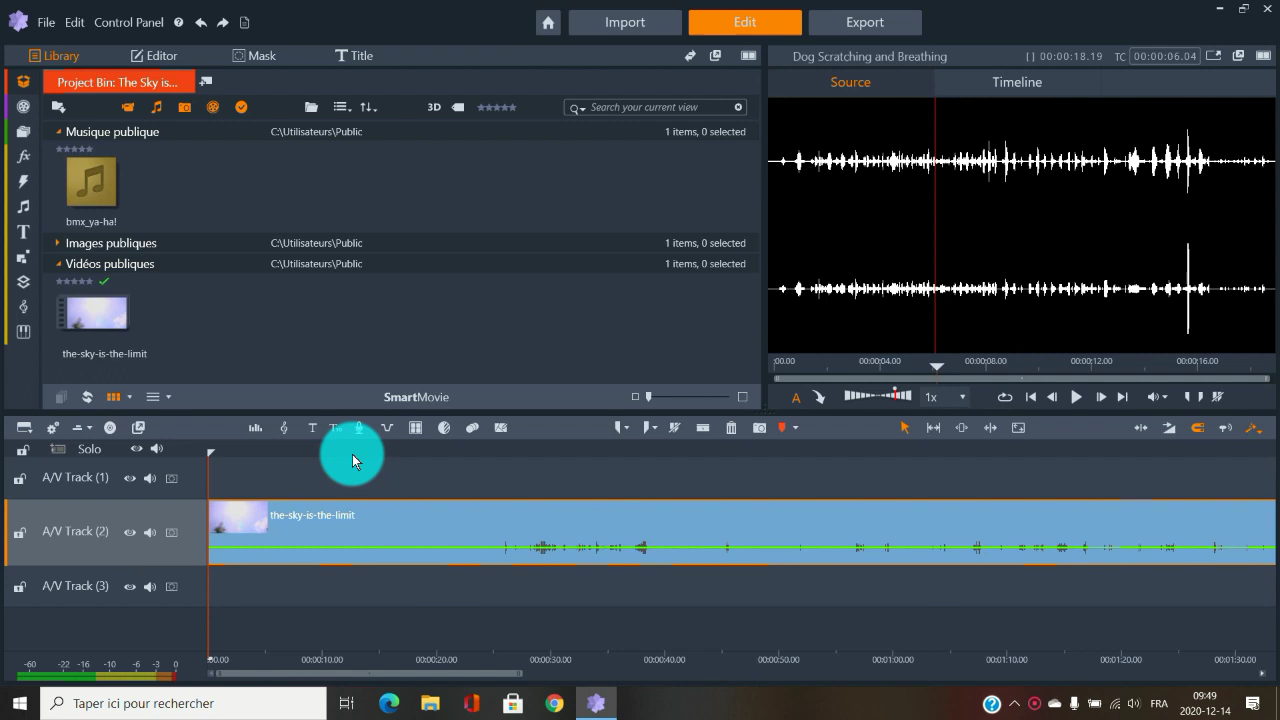 File Edit Control Panel Import Edit Export
Library Editor Mask Title
Dog Scratching and Breathing [] 00:00:18.19 TC 00:00:06.04
Project Bin: The Sky is...
Source Timeline
3D Search your current view
Musique publique C:\Utilisateurs\Public 1 items, 0 selected
bmx_ya-ha!
Images publiques C:\Utilisateurs\Public 1 items, 0 selected
Vidéos publiques C:\Utilisateurs\Public 1 items, 0 selected
the-sky-is-the-limit
:00.00 00:00:04.00 00:00:08.00 00:00:12.00 00:00:16.00
SmartMovie
A 1x
Solo
A/V Track (1)
A/V Track (2)
the-sky-is-the-limit
A/V Track (3)
-60 -22 -16 -10 -6 -3 0
:00.00 00:00:10.00 00:00:20.00 00:00:30.00 00:00:40.00 00:00:50.00 00:01:00.00 00:01:10.00 00:01:20.00 00:01:30.00
Taper ici pour rechercher
FRA
09:49
2020-12-14